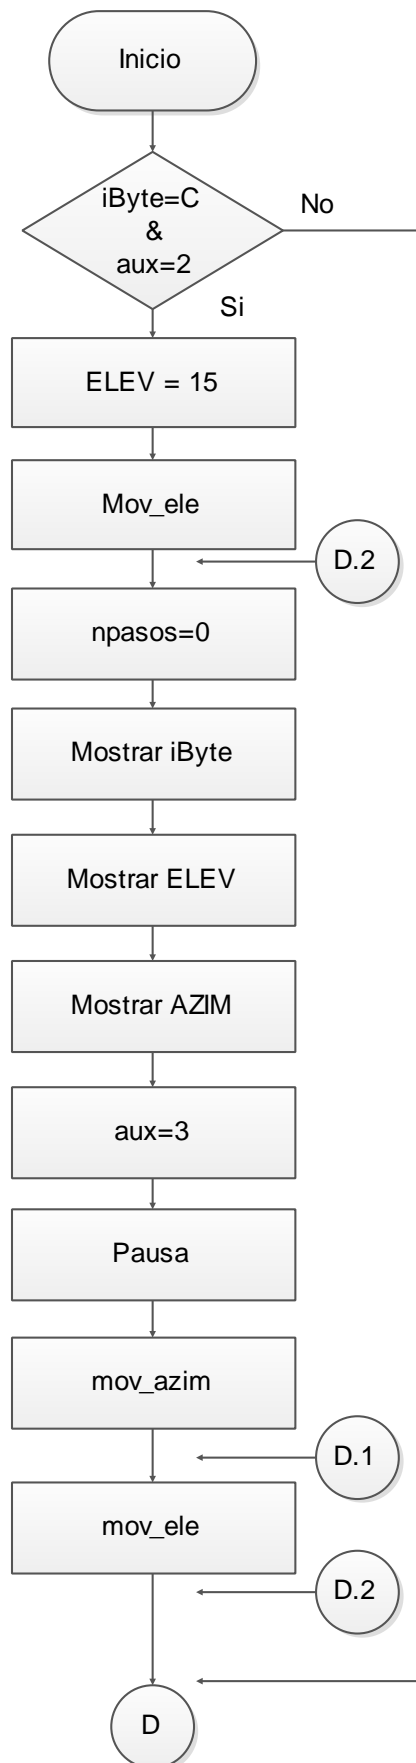 Inicio
iByte=C
&
aux=2
No
Si
ELEV = 15
Mov_ele
D.2
npasos=0
Mostrar iByte
Mostrar ELEV
Mostrar AZIM
aux=3
Pausa
mov_azim
D.1
mov_ele
D.2
D